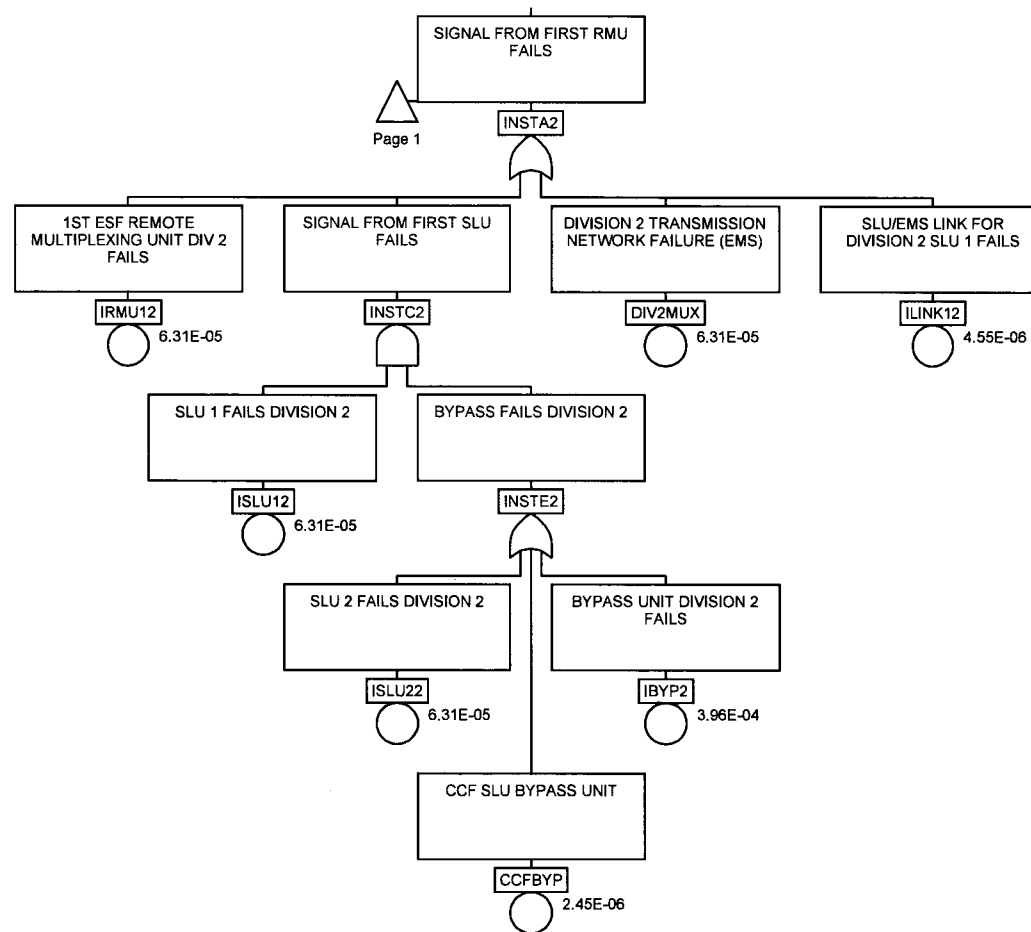 SIGNAL FROM FIRST RMU
FAILS
Page 1
INSTA2
1ST ESF REMOTE
MULTIPLEXING UNIT DIV 2
FAILS
SIGNAL FROM FIRST SLU
FAILS
DIVISION 2 TRANSMISSION
NETWORK FAILURE (EMS)
SLU/EMS LINK FOR
DIVISION 2 SLU 1 FAILS
IRMU12
6.31E-05
INSTC2
DIV2MUX
6.31E-05
ILINK12
4.55E-06
SLU 1 FAILS DIVISION 2
BYPASS FAILS DIVISION 2
ISLU12
6.31E-05
INSTE2
SLU 2 FAILS DIVISION 2
BYPASS UNIT DIVISION 2
FAILS
ISLU22
6.31E-05
IBYP2
3.96E-04
CCF SLU BYPASS UNIT
CCFBYP
2.45E-06